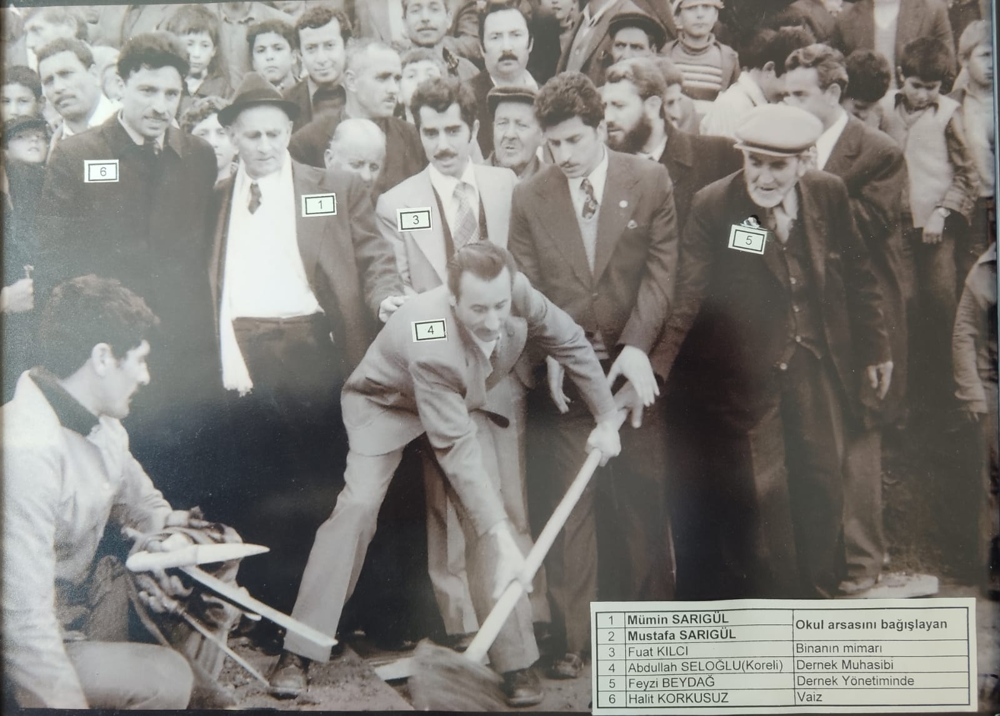 6
1
3
5
4
1 Mümin SARIGÜL Okul arsasını bağışlayan
2 Mustafa SARIGÜL
3 Fuat KILCI Binanın mimarı
4 Abdullah SELOĞLU(Koreli) Dernek Muhasibi
5 Feyzi BEYDAĞ Dernek Yönetiminde
6 Halit KORKUSUZ Vaiz